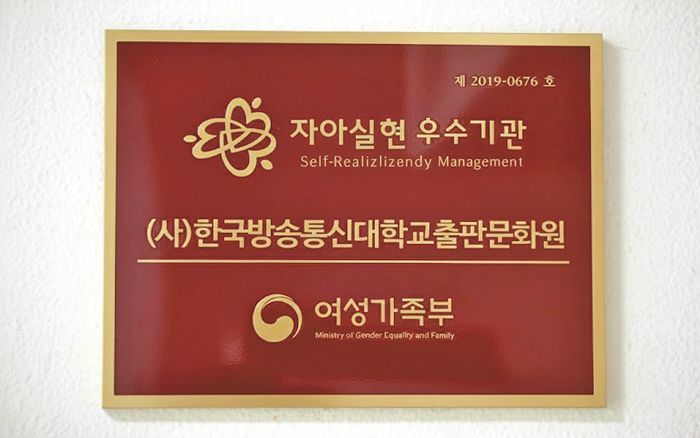 제 2019-0676 호
자아실현 우수기관
Self-Realizlizendy Management
(사)한국방송통신대학교출판문화원
여성가족부
Ministry of Gender Equality and Family